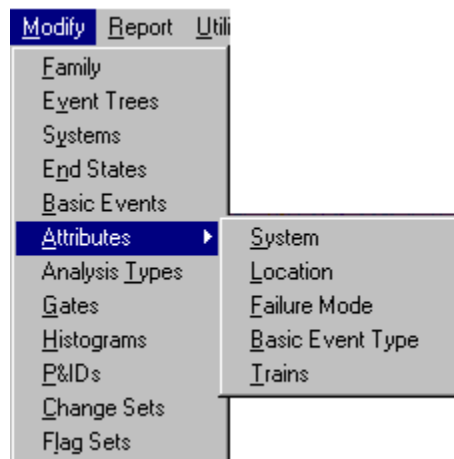 Modify Report Utili
Family
Event Trees
Systems
End States
Basic Events
Attributes
Analysis Types
Gates
Histograms
P&IDs
Change Sets
Flag Sets
System
Location
Failure Mode
Basic Event Type
Trains